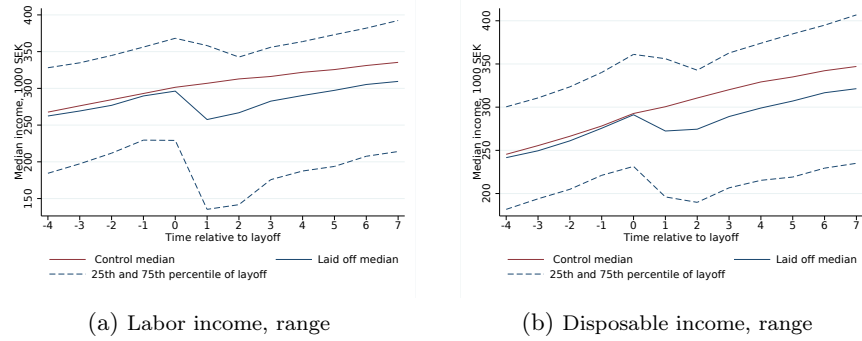 Median income, 1000 SEK
400
350
300
250
200
150
-4 -3 -2 -1 0 1 2 3 4 5 6 7
Time relative to layoff
Control median Laid off median
25th and 75th percentile of layoff
(a) Labor income, range
Median income, 1000 SEK
400
350
300
250
200
-4 -3 -2 -1 0 1 2 3 4 5 6 7
Time relative to layoff
Control median Laid off median
25th and 75th percentile of layoff
(b) Disposable income, range